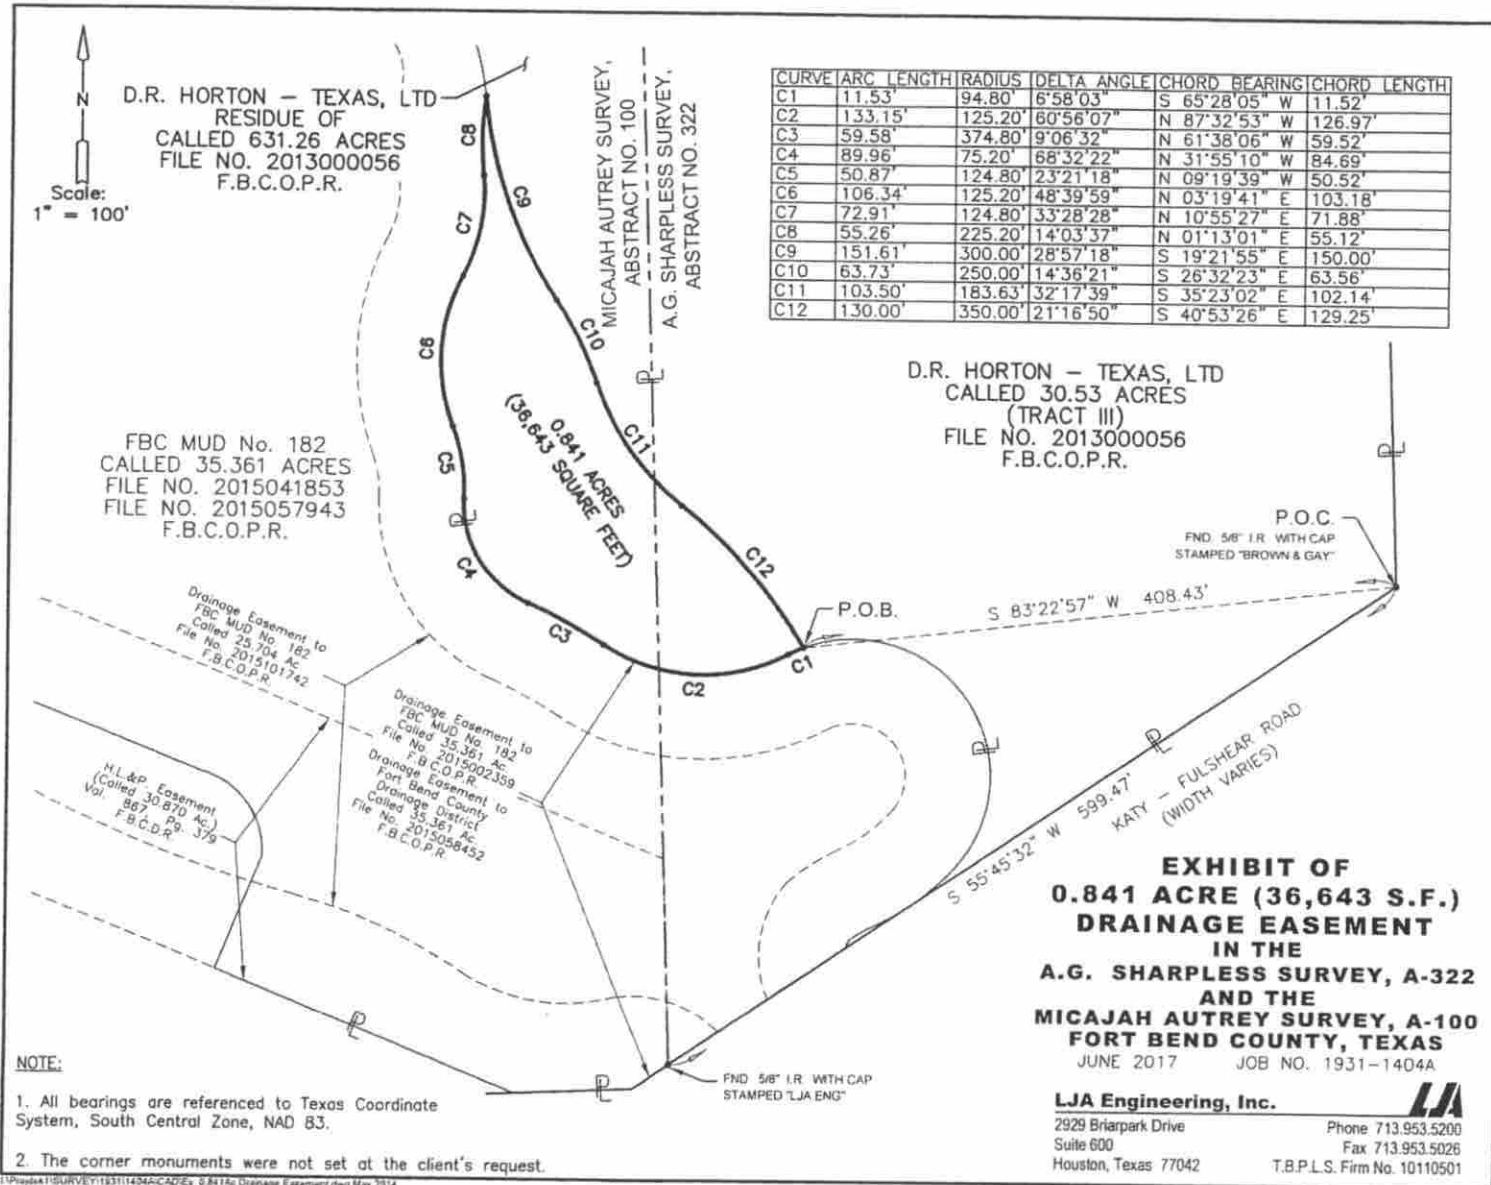 N
Scale:
1" = 100'
D.R. HORTON – TEXAS, LTD
RESIDUE OF
CALLED 631.26 ACRES
FILE NO. 2013000056
F.B.C.O.P.R.
MICAJAH AUTREY SURVEY,
ABSTRACT NO. 100
A.G. SHARPLESS SURVEY,
ABSTRACT NO. 322
CURVE ARC LENGTH RADIUS DELTA ANGLE CHORD BEARING CHORD LENGTH
C1 11.53' 94.80' 6°58'03" S 65°28'05" W 11.52'
C2 133.15' 125.20' 60°56'07" N 87°32'53" W 126.97'
C3 59.58' 374.80' 9°06'32" N 61°38'06" W 59.52'
C4 89.96' 75.20' 68°32'22" N 31°55'10" W 84.69'
C5 50.87' 124.80' 23°21'18" N 09°19'39" W 50.52'
C6 106.34' 125.20' 48°39'59" N 03°19'41" E 103.18'
C7 72.91' 124.80' 33°28'28" N 10°55'27" E 71.88'
C8 55.26' 225.20' 14°03'37" N 01°13'01" E 55.12'
C9 151.61' 300.00' 28°57'18" S 19°21'55" E 150.00'
C10 63.73' 250.00' 14°36'21" S 26°32'23" E 63.56'
C11 103.50' 183.63' 32°17'39" S 35°23'02" E 102.14'
C12 130.00' 350.00' 21°16'50" S 40°53'26" E 129.25'
C8
C9
C7
C10
C6
C11
C5
C4
C12
C3
C2
C1
0.841 ACRES
(36,643 SQUARE FEET)
D.R. HORTON – TEXAS, LTD
CALLED 30.53 ACRES
(TRACT III)
FILE NO. 2013000056
F.B.C.O.P.R.
FBC MUD No. 182
CALLED 35.361 ACRES
FILE NO. 2015041853
FILE NO. 2015057943
F.B.C.O.P.R.
P.O.C.
FND. 5/8" I.R. WITH CAP
STAMPED "BROWN & GAY"
P.O.B.
S 83°22'57" W 408.43'
Drainage Easement to
FBC MUD No. 182
Called 25.704 Ac.
File No. 2015101742
F.B.C.O.P.R.
Drainage Easement to
FBC MUD No. 182
Called 35.361 Ac.
File No. 2015002359
F.B.C.O.P.R.
Drainage Easement to
Fort Bend County
Drainage District
Called 35.361 Ac.
File No. 2015058452
F.B.C.O.P.R.
H.L.&P. Easement
(Called 30.870 Ac.)
Vol. 867, Pg. 379
F.B.C.D.R.
PL
PL
PL
PL
PL
PL
PL
S 55°45'32" W 599.47'
KATY – FULSHEAR ROAD
(WIDTH VARIES)
EXHIBIT OF
0.841 ACRE (36,643 S.F.)
DRAINAGE EASEMENT
IN THE
A.G. SHARPLESS SURVEY, A-322
AND THE
MICAJAH AUTREY SURVEY, A-100
FORT BEND COUNTY, TEXAS
JUNE 2017 JOB NO. 1931-1404A
FND 5/8" I.R. WITH CAP
STAMPED "LJA ENG"
NOTE:
1. All bearings are referenced to Texas Coordinate
System, South Central Zone, NAD 83.
2. The corner monuments were not set at the client's request.
LJA Engineering, Inc.
LJA
2929 Briarpark Drive
Suite 600
Houston, Texas 77042
Phone 713.953.5200
Fax 713.953.5026
T.B.P.L.S. Firm No. 10110501